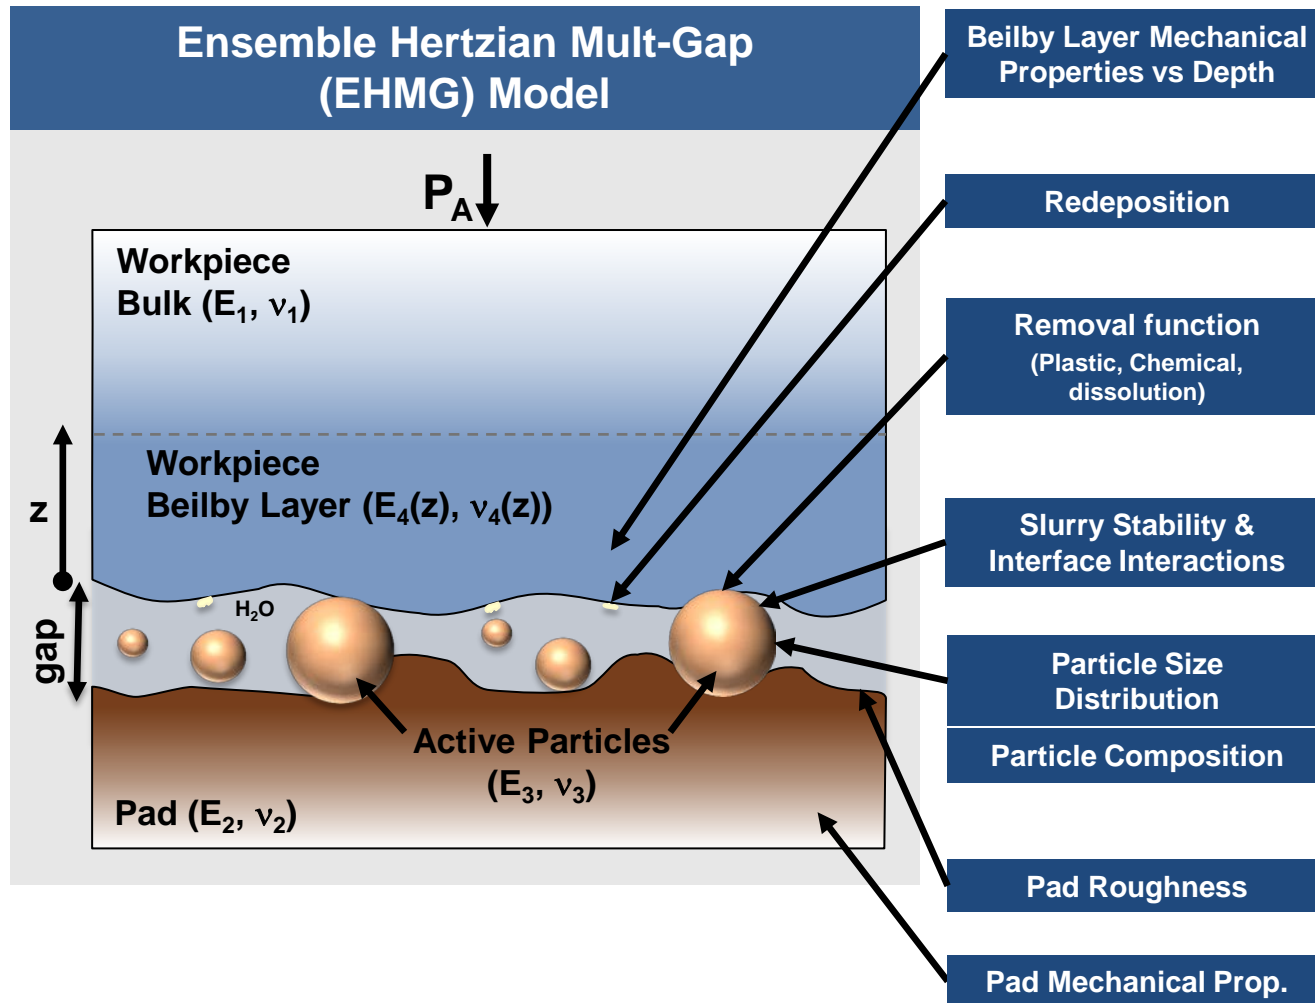 Ensemble Hertzian Mult-Gap
(EHMG) Model
P_A
Workpiece
Bulk (E₁, ν₁)
z
Workpiece
Beilby Layer (E₄(z), ν₄(z))
gap
H₂O
Active Particles
(E₃, ν₃)
Pad (E₂, ν₂)
Beilby Layer Mechanical
Properties vs Depth
Redeposition
Removal function
(Plastic, Chemical,
dissolution)
Slurry Stability &
Interface Interactions
Particle Size
Distribution
Particle Composition
Pad Roughness
Pad Mechanical Prop.